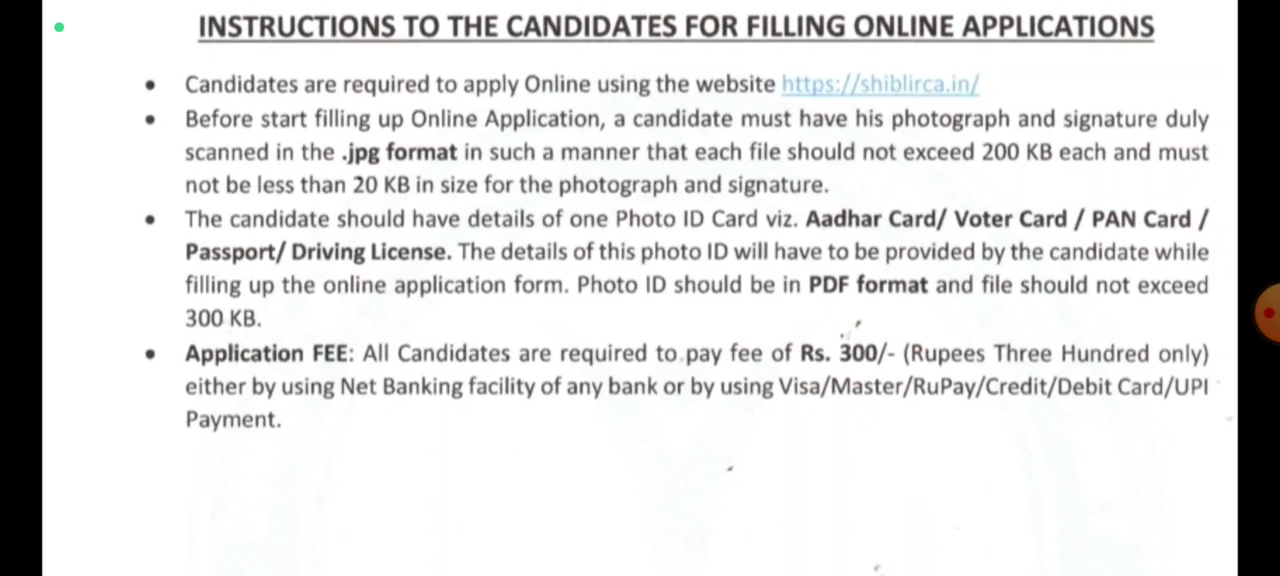 INSTRUCTIONS TO THE CANDIDATES FOR FILLING ONLINE APPLICATIONS
• Candidates are required to apply Online using the website https://shiblirca.in/
• Before start filling up Online Application, a candidate must have his photograph and signature duly
scanned in the .jpg format in such a manner that each file should not exceed 200 KB each and must
not be less than 20 KB in size for the photograph and signature.
• The candidate should have details of one Photo ID Card viz. Aadhar Card/ Voter Card / PAN Card /
Passport/ Driving License. The details of this photo ID will have to be provided by the candidate while
filling up the online application form. Photo ID should be in PDF format and file should not exceed
300 KB.
• Application FEE: All Candidates are required to pay fee of Rs. 300/- (Rupees Three Hundred only)
either by using Net Banking facility of any bank or by using Visa/Master/RuPay/Credit/Debit Card/UPI
Payment.